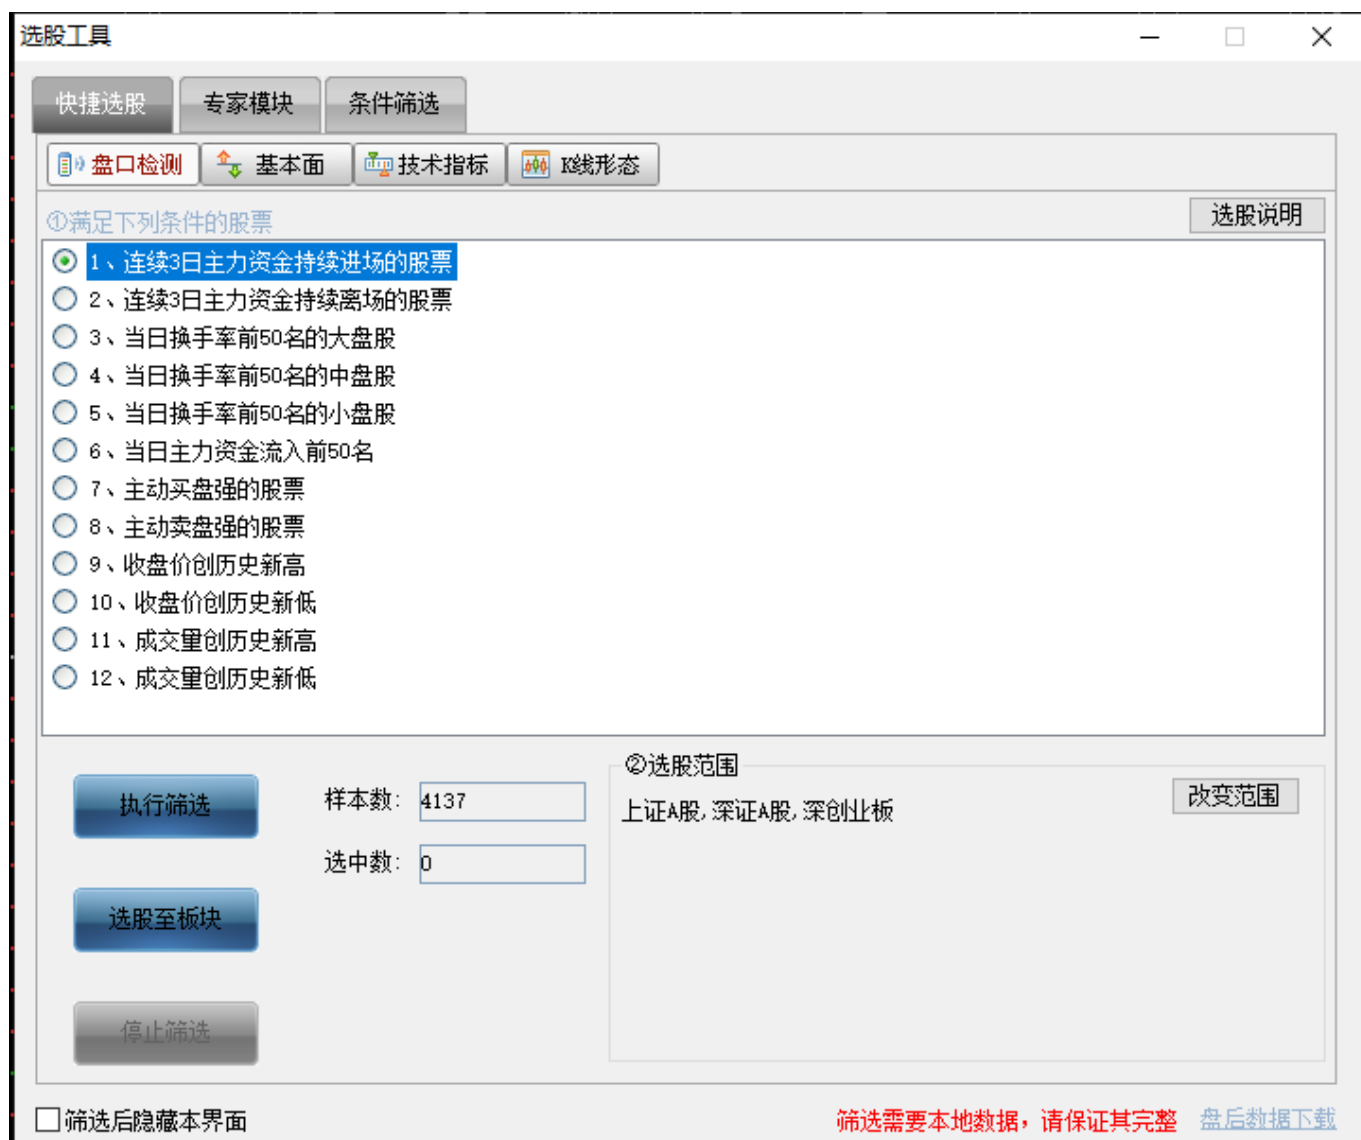 选股工具
快捷选股 专家模块 条件筛选
盘口检测 基本面 技术指标 K线形态
①满足下列条件的股票 选股说明
1、连续3日主力资金持续进场的股票
2、连续3日主力资金持续离场的股票
3、当日换手率前50名的大盘股
4、当日换手率前50名的中盘股
5、当日换手率前50名的小盘股
6、当日主力资金流入前50名
7、主动买盘强的股票
8、主动卖盘强的股票
9、收盘价创历史新高
10、收盘价创历史新低
11、成交量创历史新高
12、成交量创历史新低
②选股范围
执行筛选 样本数: 4137 上证A股,深证A股,深创业板 改变范围
选中数: 0
选股至板块
停止筛选
筛选后隐藏本界面 筛选需要本地数据，请保证其完整 盘后数据下载